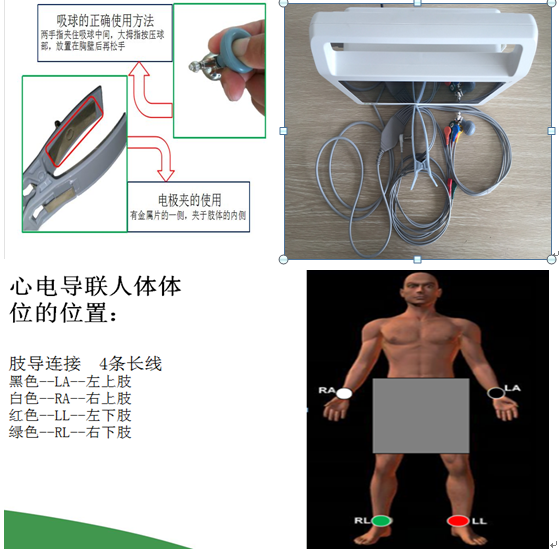 吸球的正确使用方法
两手指夹住吸球中间，大拇指按压球
部，放置在胸壁后再松手
电极夹的使用
有金属片的一侧，夹于肢体的内侧
心电导联人体体
位的位置：
肢导连接　4条长线
黑色--LA--左上肢
白色--RA--右上肢
红色--LL--左下肢
绿色--RL--右下肢
RA
LA
RL
LL